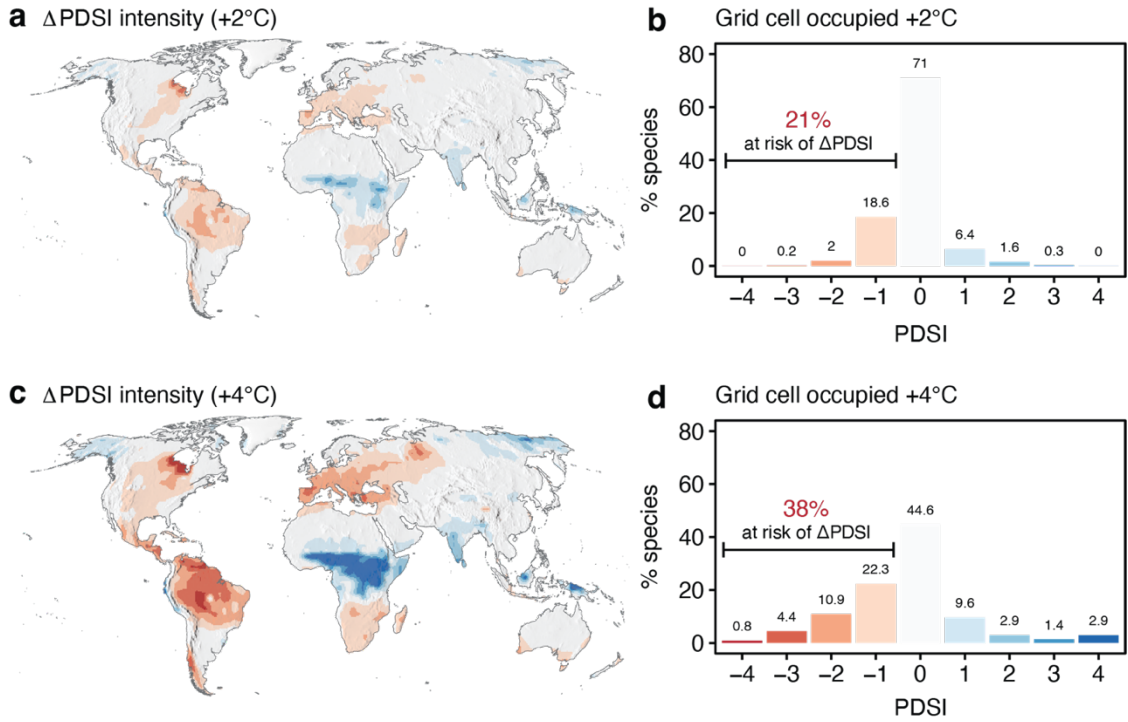 a ΔPDSI intensity (+2°C)
b Grid cell occupied +2°C
% species
80
60
40
20
0
71
21%
at risk of ΔPDSI
0
0.2
2
18.6
6.4
1.6
0.3
0
−4 −3 −2 −1 0 1 2 3 4
PDSI
c ΔPDSI intensity (+4°C)
d Grid cell occupied +4°C
% species
80
60
40
20
0
38%
at risk of ΔPDSI
44.6
0.8
4.4
10.9
22.3
9.6
2.9
1.4
2.9
−4 −3 −2 −1 0 1 2 3 4
PDSI